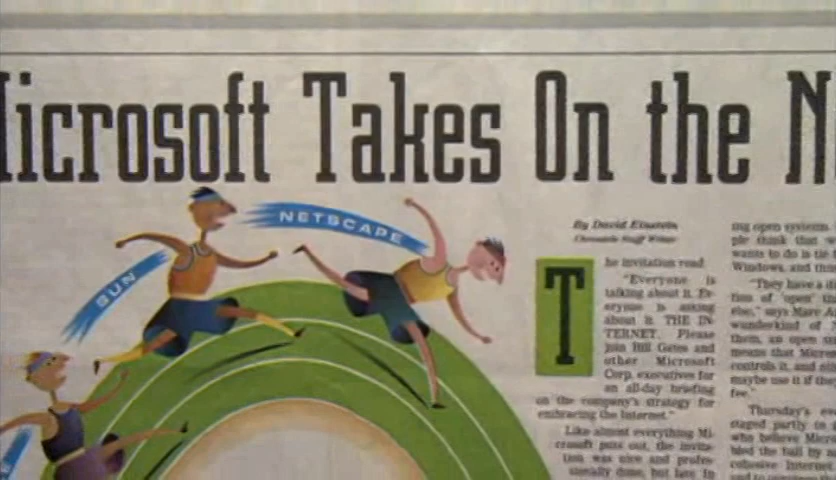 Microsoft Takes On the N
NETSCAPE
SUN
By David Einstein
Chronicle Staff Writer
The invitation read
"Everyone is
talking about it. Ev-
eryone is asking
about it. THE IN-
TERNET. Please
join Bill Gates and
other Microsoft
Corp. executives for
an all-day briefing
on the company's strategy for
embracing the Internet."
Like almost everything Mi-
crosoft puts out, the invita-
tion was nice and profes-
sionally done, but late. In
ing open systems.
ple think that
wants to do is tie
Windows, and
"They have a
tion of 'open'
else," says Marc
wunderkind of
them, an open
means that Micro
controls it, and
maybe use it if
fee."
Thursday's
staged partly
who believe Micro
bled the ball by
cohesive Internet